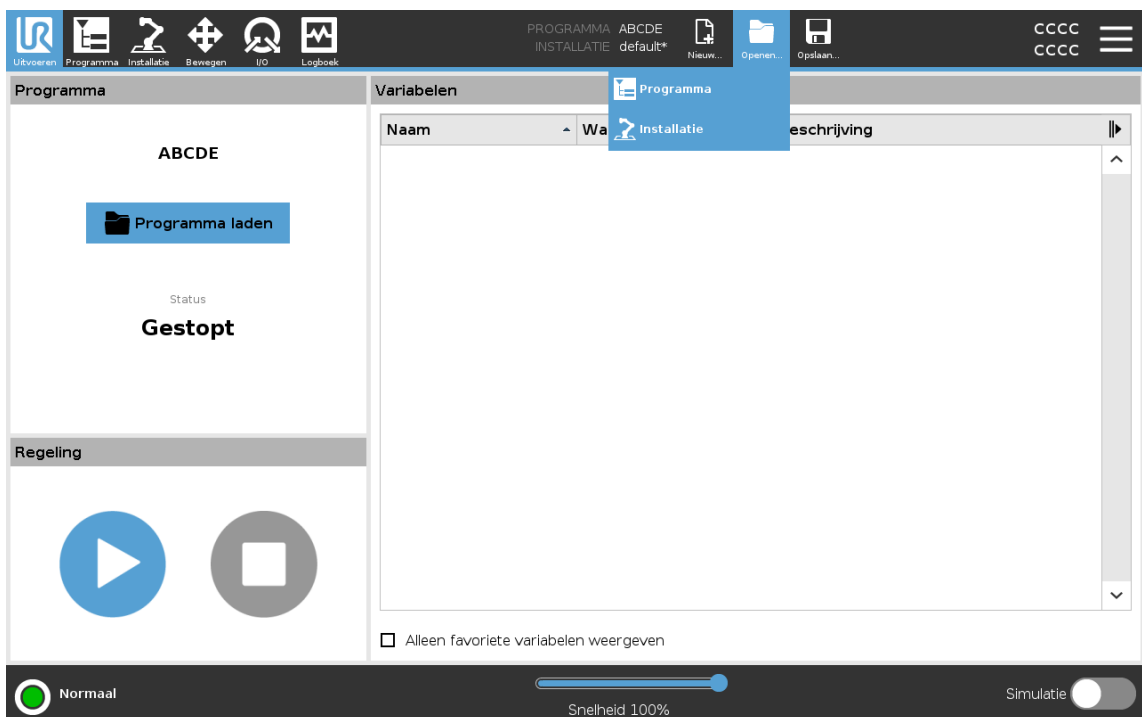 Uitvoeren
Programma
Installatie
Bewegen
I/O
Logboek
PROGRAMMA ABCDE
INSTALLATIE default*
Nieuw...
Openen...
Opslaan...
CCCC
CCCC
Programma
Installatie
Programma
ABCDE
Programma laden
Status
Gestopt
Regeling
Variabelen
Naam Wa eschrijving
Alleen favoriete variabelen weergeven
Normaal
Snelheid 100%
Simulatie